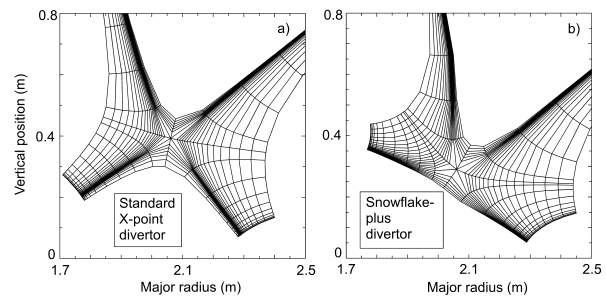 0.8
a)
0.8
b)
Vertical position (m)
0.4
0.4
Standard
X-point
divertor
Snowflake-
plus
divertor
0
0
1.7
2.1
2.5
1.7
2.1
2.5
Major radius (m)
Major radius (m)